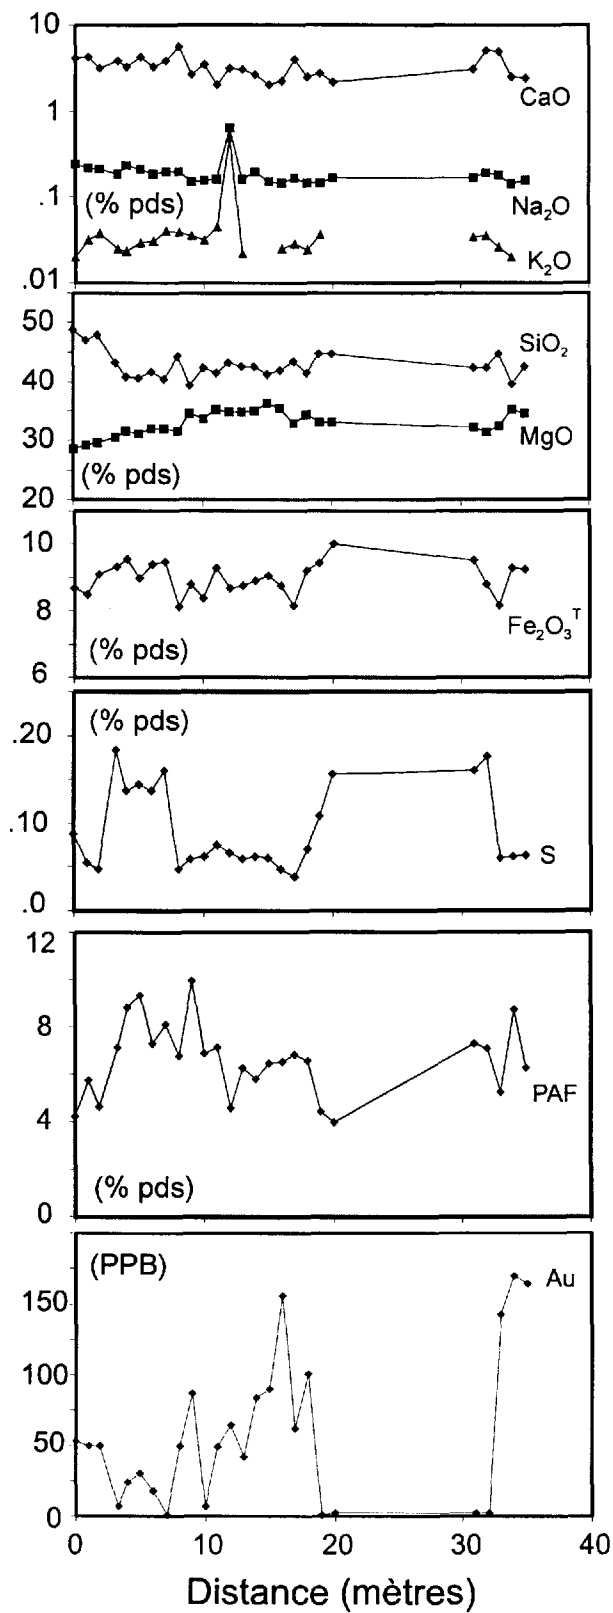 10
CaO
1
.1
(% pds)
Na₂O
K₂O
.01
50
SiO₂
40
MgO
30
(% pds)
20
10
8
Fe₂O₃ᵀ
(% pds)
6
(% pds)
.20
.10
S
.0
12
8
PAF
4
(% pds)
0
(PPB)
Au
150
100
50
0
0 10 20 30 40
Distance (mètres)